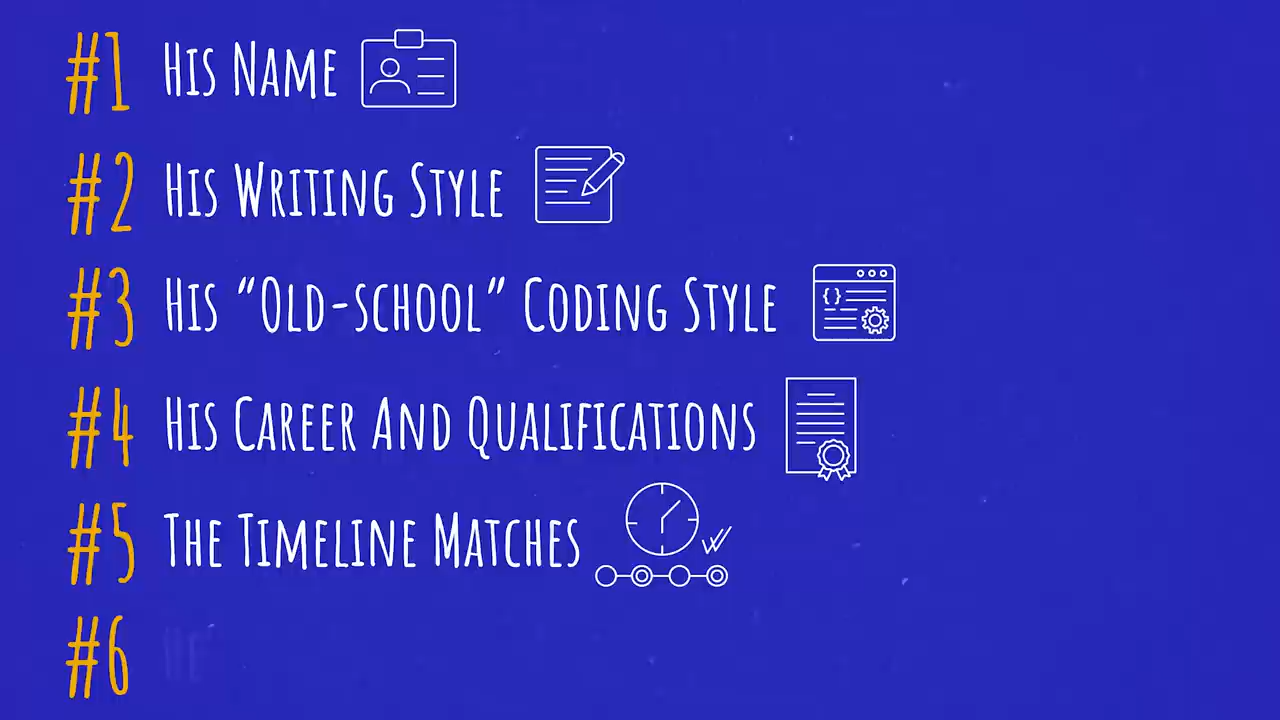 #1 His Name
#2 His Writing Style
#3 His “Old-school” Coding Style
{}
#4 His Career And Qualifications
#5 The Timeline Matches
#6